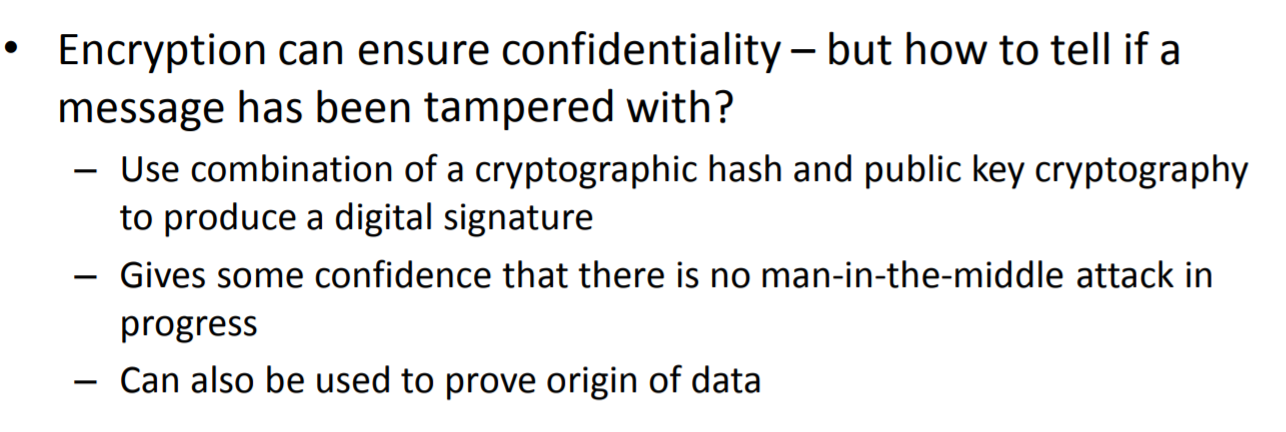 • Encryption can ensure confidentiality – but how to tell if a
message has been tampered with?
– Use combination of a cryptographic hash and public key cryptography
to produce a digital signature
– Gives some confidence that there is no man-in-the-middle attack in
progress
– Can also be used to prove origin of data